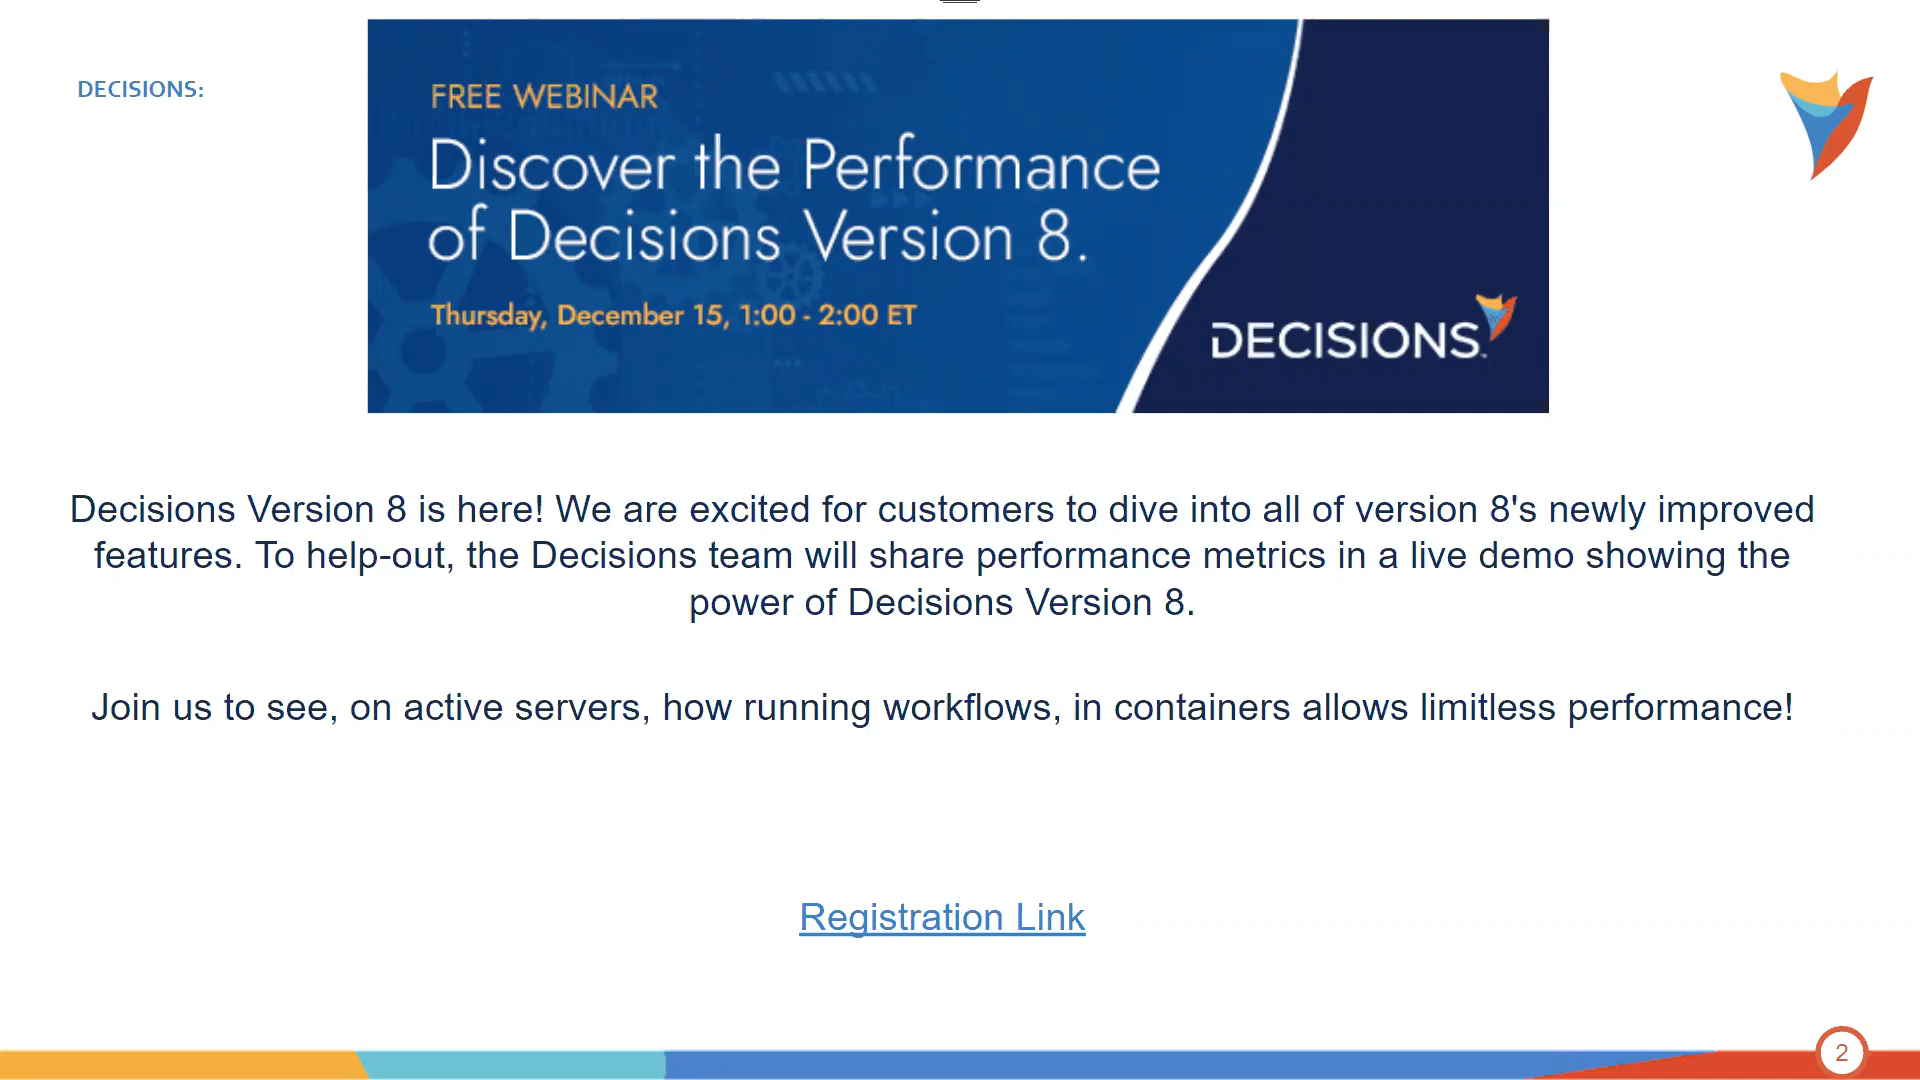 DECISIONS:
FREE WEBINAR
Discover the Performance
of Decisions Version 8.
Thursday, December 15, 1:00 - 2:00 ET
DECISIONS™
Decisions Version 8 is here! We are excited for customers to dive into all of version 8's newly improved
features. To help-out, the Decisions team will share performance metrics in a live demo showing the
power of Decisions Version 8.
Join us to see, on active servers, how running workflows, in containers allows limitless performance!
Registration Link
2